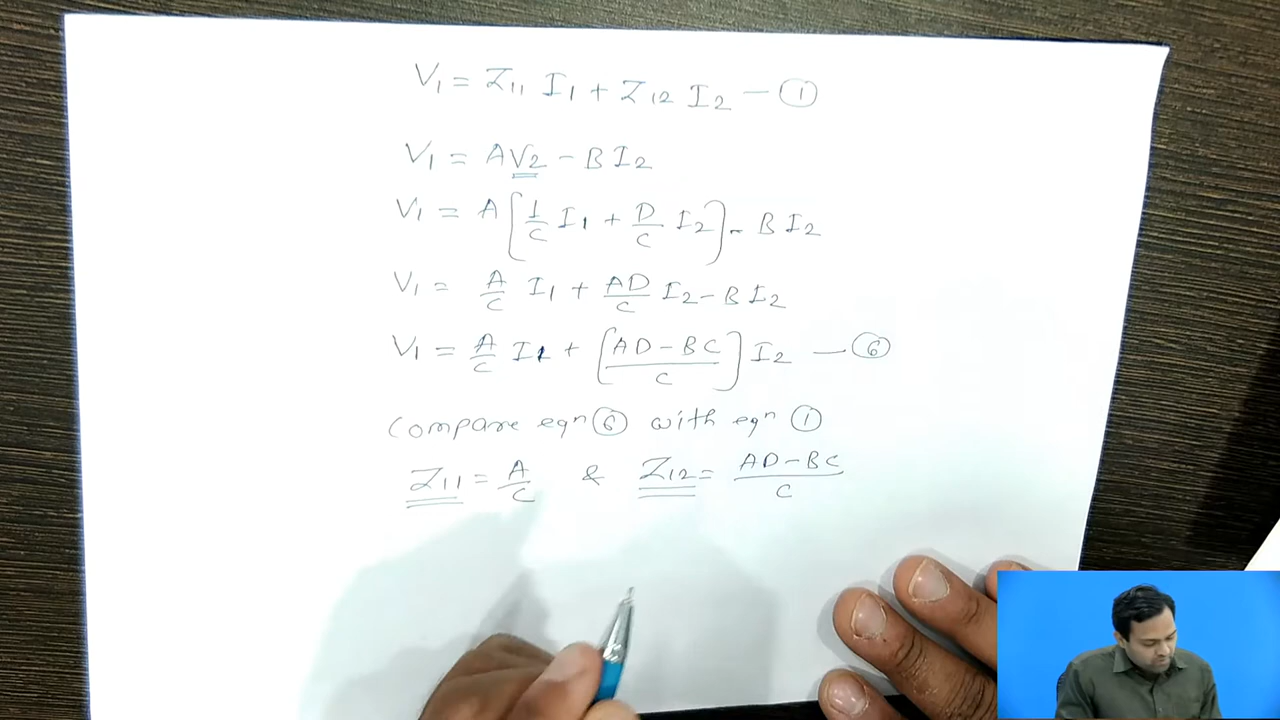 V₁ = Z₁₁ I₁ + Z₁₂ I₂ — ①
V₁ = AV₂ - BI₂
V₁ = A [ 1/C I₁ + D/C I₂ ] - BI₂
V₁ = A/C I₁ + AD/C I₂ - BI₂
V₁ = A/C I₁ + [ AD - BC / C ] I₂ — ⑥
Compare eqn ⑥ with eqn ①
Z₁₁ = A/C & Z₁₂ = AD - BC / C